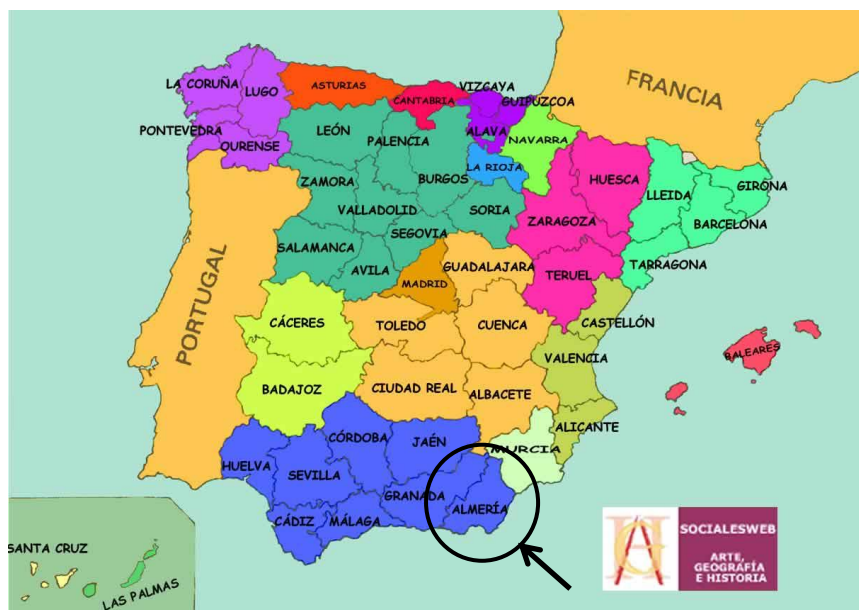 FRANCIA
PORTUGAL
LA CORUÑA
LUGO
PONTEVEDRA
OURENSE
ASTURIAS
CANTABRIA
VIZCAYA
GUIPUZCOA
ALAVA
NAVARRA
LA RIOJA
LEÓN
PALENCIA
BURGOS
ZAMORA
VALLADOLID
SORIA
SEGOVIA
SALAMANCA
AVILA
HUESCA
ZARAGOZA
TERUEL
LLEIDA
GIRONA
BARCELONA
TARRAGONA
MADRID
GUADALAJARA
TOLEDO
CUENCA
CIUDAD REAL
ALBACETE
CÁCERES
BADAJOZ
CASTELLÓN
VALENCIA
ALICANTE
BALEARES
MURCIA
HUELVA
SEVILLA
CÓRDOBA
JAÉN
GRANADA
ALMERÍA
CÁDIZ
MÁLAGA
SANTA CRUZ
LAS PALMAS
SOCIALESWEB
ARTE,
GEOGRAFÍA
E HISTORIA